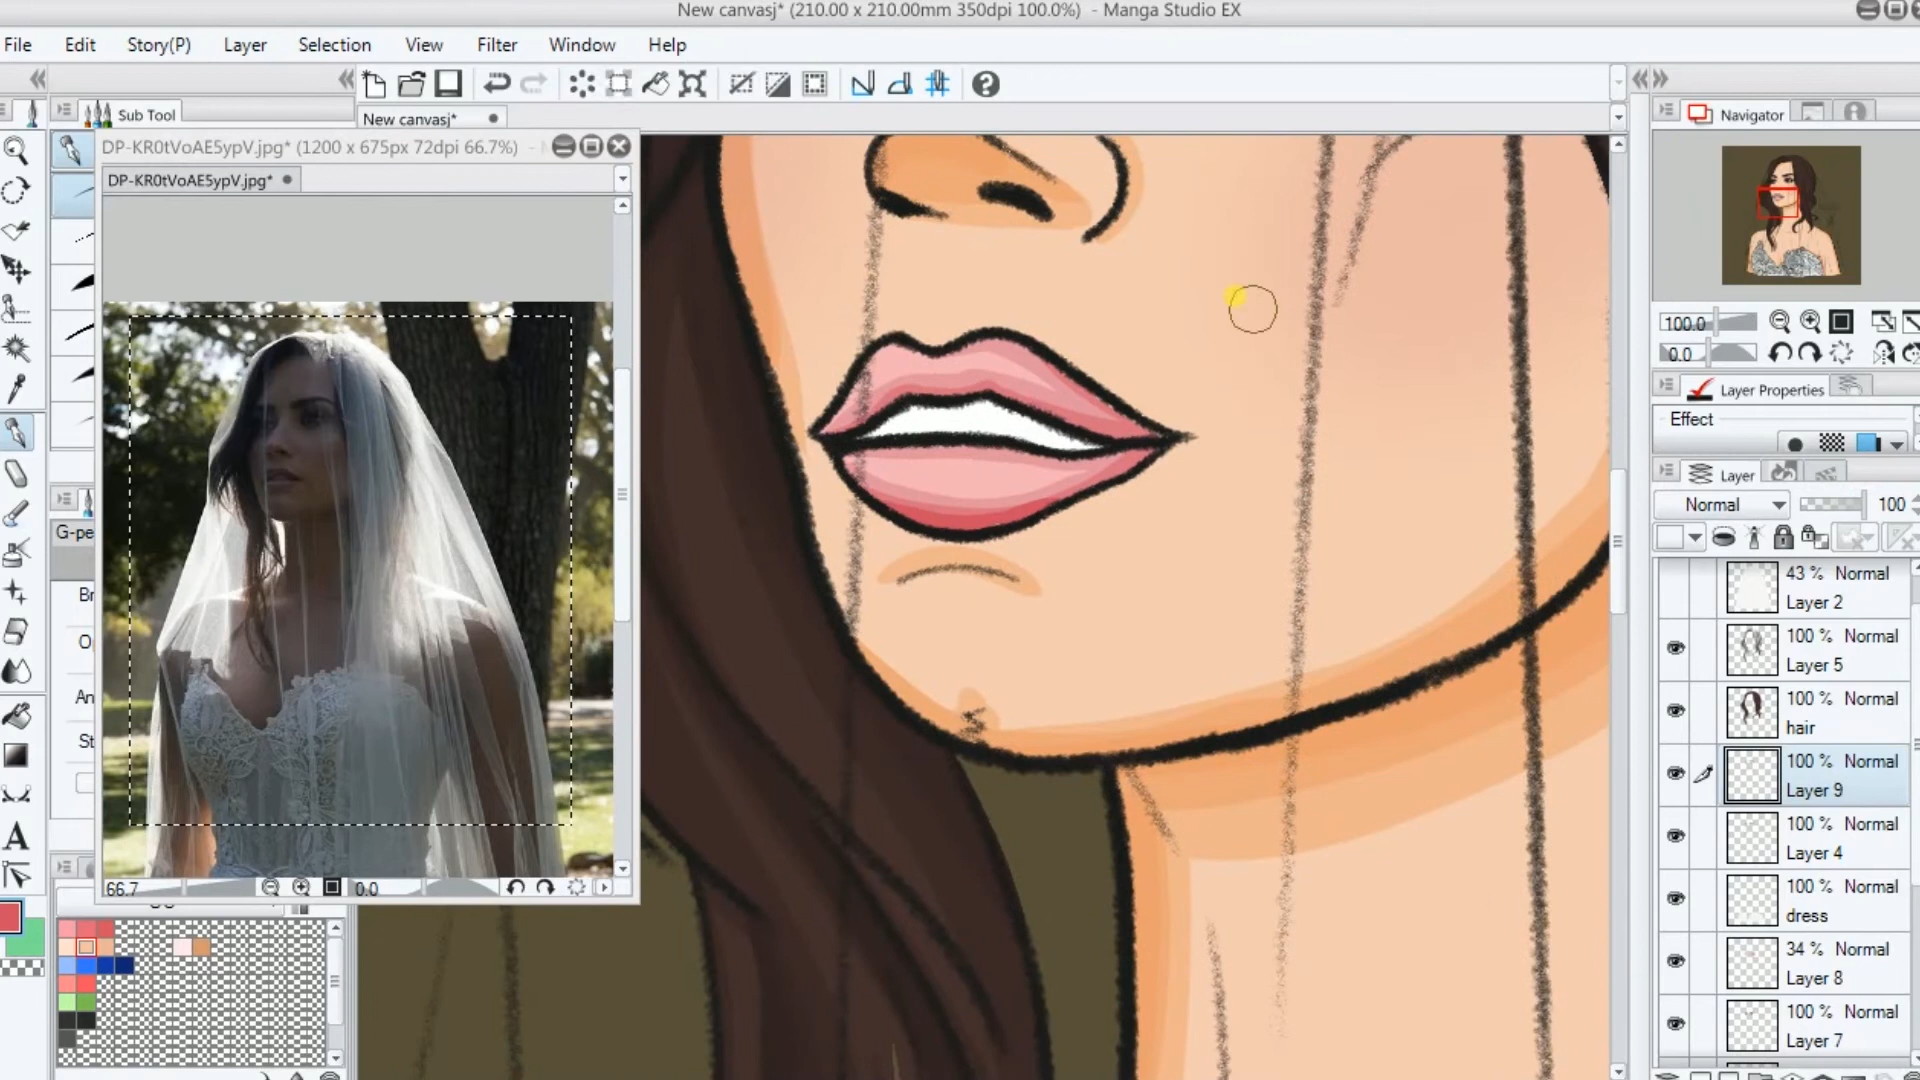 New canvasj* (210.00 x 210.00mm 350dpi 100.0%) - Manga Studio EX
File Edit Story(P) Layer Selection View Filter Window Help
Sub Tool
New canvasj*
Navigator
DP-KR0tVoAE5ypV.jpg* (1200 x 675px 72dpi 66.7%) -
DP-KR0tVoAE5ypV.jpg*
100.0
0.0
Layer Properties
Effect
Layer
Normal 100
43 % Normal
Layer 2
100 % Normal
Layer 5
100 % Normal
hair
100 % Normal
Layer 9
100 % Normal
Layer 4
100 % Normal
dress
34 % Normal
Layer 8
100 % Normal
Layer 7
G-pe
Br
Op
An
St
A
66.7 0.0